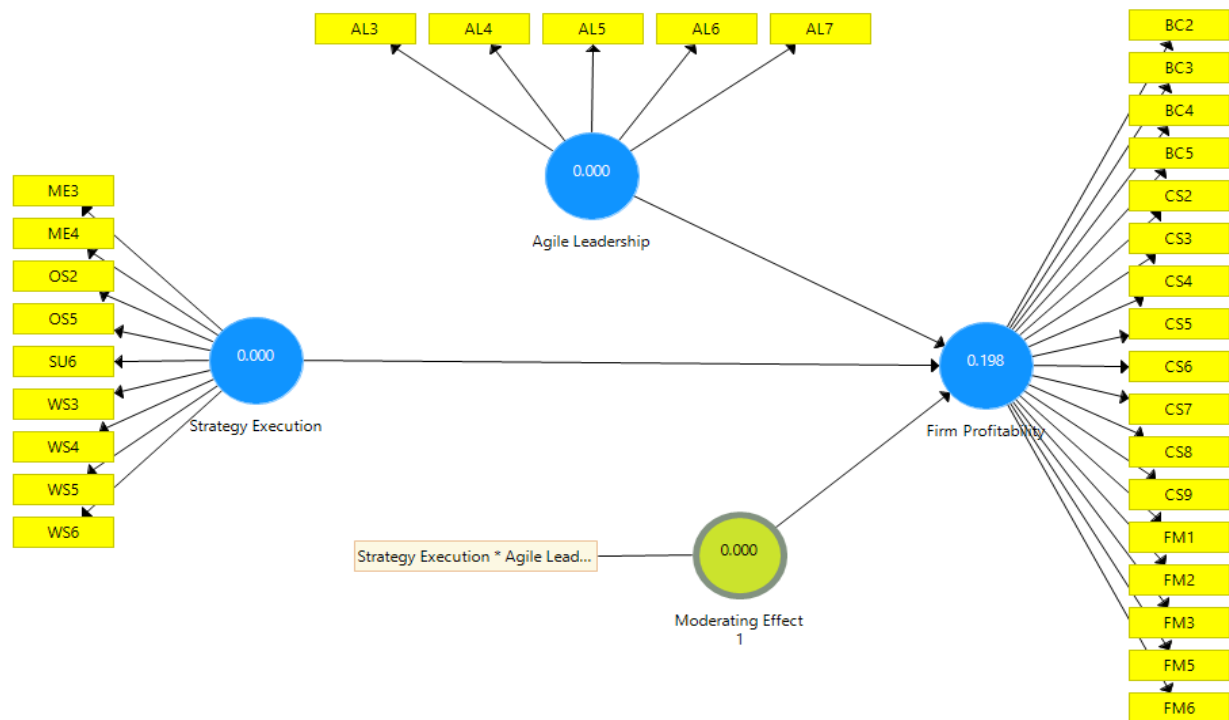 AL3
AL4
AL5
AL6
AL7
0.000
Agile Leadership
ME3
ME4
OS2
OS5
SU6
WS3
WS4
WS5
WS6
0.000
Strategy Execution
0.198
Firm Profitability
Strategy Execution * Agile Lead...
0.000
Moderating Effect
1
BC2
BC3
BC4
BC5
CS2
CS3
CS4
CS5
CS6
CS7
CS8
CS9
FM1
FM2
FM3
FM5
FM6